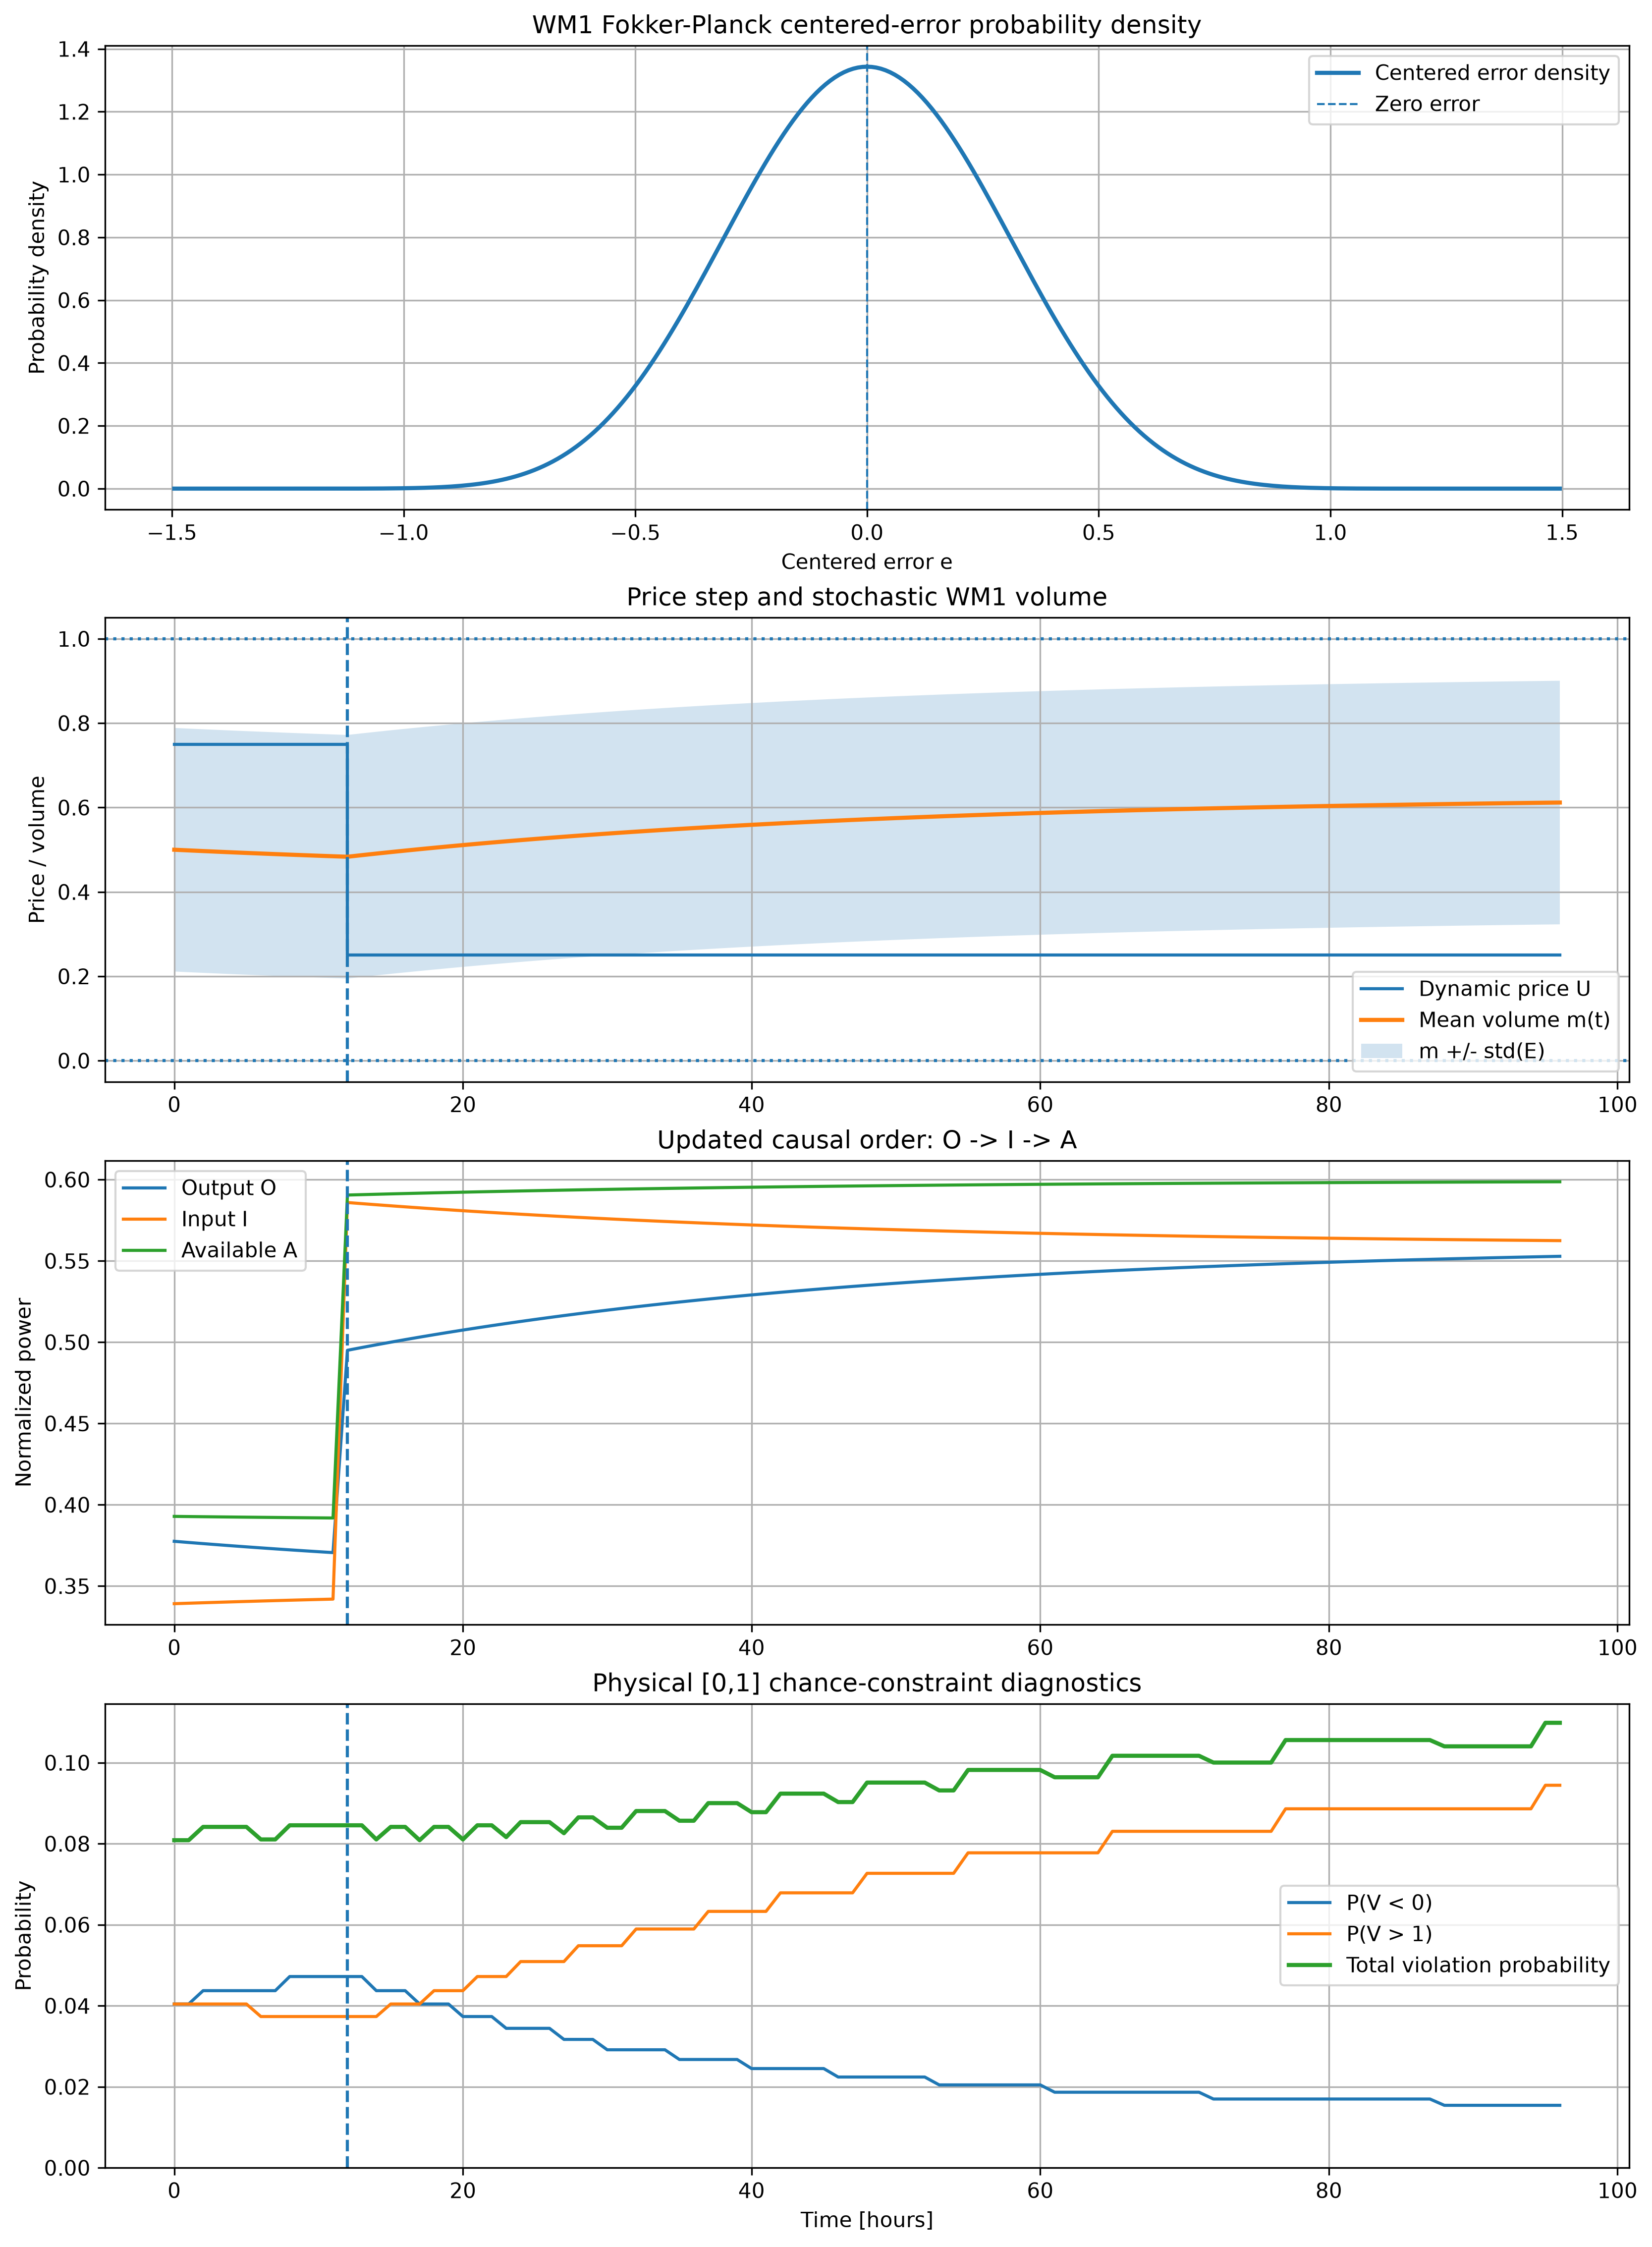 WM1 Fokker-Planck centered-error probability density
1.4
1.2
1.0
0.8
0.6
0.4
0.2
0.0
Probability density
Centered error density
Zero error
−1.5 −1.0 −0.5 0.0 0.5 1.0 1.5
Centered error e
Price step and stochastic WM1 volume
1.0
0.8
0.6
0.4
0.2
0.0
Price / volume
Dynamic price U
Mean volume m(t)
m +/- std(E)
0 20 40 60 80 100
Updated causal order: O -> I -> A
0.60
0.55
0.50
0.45
0.40
0.35
Normalized power
Output O
Input I
Available A
0 20 40 60 80 100
Physical [0,1] chance-constraint diagnostics
0.10
0.08
0.06
0.04
0.02
0.00
Probability
P(V < 0)
P(V > 1)
Total violation probability
0 20 40 60 80 100
Time [hours]